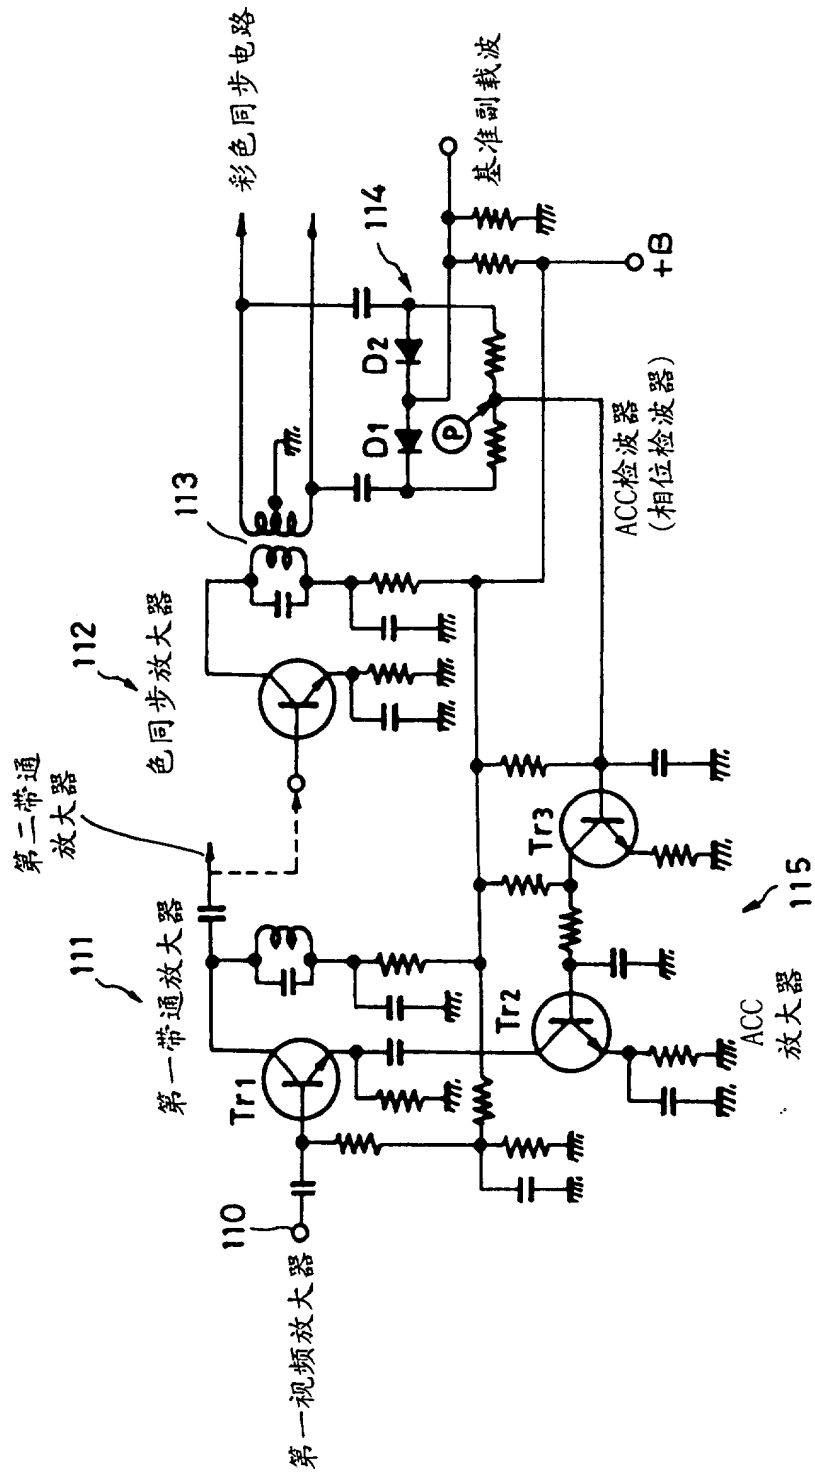 第一视频放大器
110
Tr1
第一带通放大器
111
第二带通
放大器
色同步放大器
112
113
彩色同步电路
114
D1
D2
P
基准副载波
+B
ACC检波器
(相位检波器)
Tr2
Tr3
ACC
放大器
115